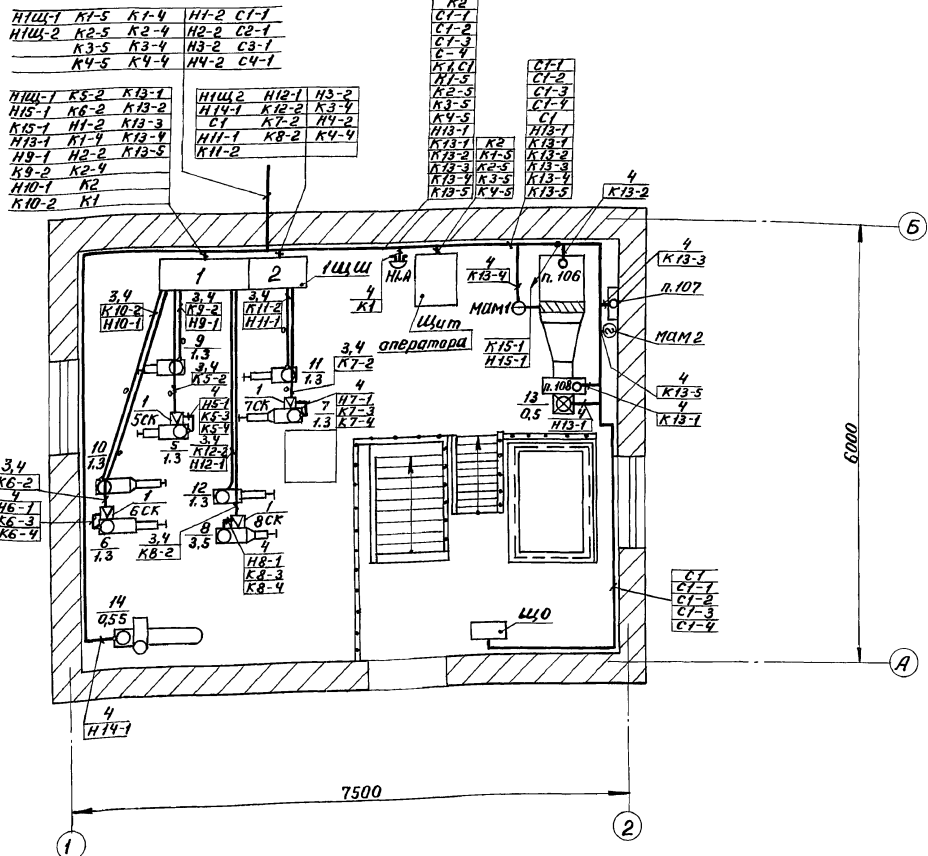 Н1Щ-1 К1-5 К1-4 Н1-2 С1-1
Н1Щ-2 К2-5 К2-4 Н2-2 С2-1
К3-5 К3-4 Н3-2 С3-1
К4-5 К4-4 Н4-2 С4-1
Н1Щ-1 К5-2 К13-1
Н15-1 К6-2 К13-2
К15-1 Н1-2 К13-3
Н13-1 К1-4 К13-4
Н9-1 Н2-2 К13-5
К9-2 К2-4
Н10-1 К2
К10-2 К1
Н1Щ2 Н12-1 Н3-2
Н14-1 К12-2 К3-4
С1 К7-2 Н4-2
Н11-1 К8-2 К4-4
К11-2
К2
С1-1
С1-2
С1-3
С-4
К1,С1
К1-5
К2-5
К3-5
К4-5
Н13-1
К13-1
К13-2
К13-3
К13-4
К13-5
К2
К1-5
К2-5
К3-5
К4-5
С1-1
С1-2
С1-3
С1-4
С1
Н13-1
К13-1
К13-2
К13-3
К13-4
К13-5
4
К13-2
Б
4
К13-3
п.107
МАМ2
4
К13-5
4
К13-1
1
2
1ЩШ
HLA
4
К1
Щит
оператора
4
К13-4
МАМ1
п.106
К15-1
Н15-1
п.108
13
0,5
4
Н13-1
3,4
К10-2
Н10-1
3,4
К9-2
Н9-1
3,4
К11-2
Н11-1
9
1,3
3,4
К5-2
11
1,3
3,4
К7-2
1
5СК
4
Н5-1
К5-3
К5-4
5
1,3
3,4
К12-2
Н12-1
1
7СК
7
1,3
4
Н7-1
К7-3
К7-4
10
1,3
3,4
К6-2
4
Н6-1
К6-3
К6-4
1
6СК
6
1,3
12
1,3
3,4
К8-2
8
3,5
1
8СК
4
Н8-1
К8-3
К8-4
6000
14
0,55
4
Н14-1
ЩО
С1
С1-1
С1-2
С1-3
С1-4
А
7500
1
2